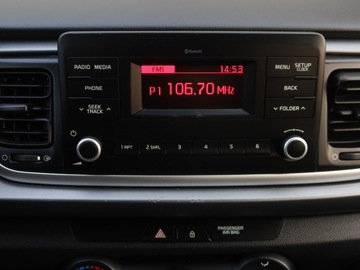 Bluetooth
RADIO MEDIA
FM1 14:53
MENU SETUP
CLOCK
PHONE
P1 106.70 MHz
BACK
SEEK
TRACK
FOLDER
1 RPT 2 SHFL 3 4 5 6
PASSENGER
AIR BAG